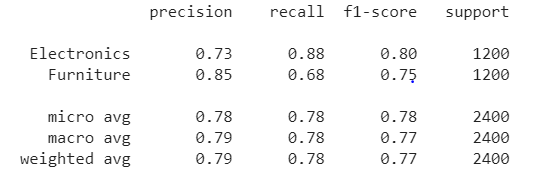 precision recall f1-score support
Electronics 0.73 0.88 0.80 1200
Furniture 0.85 0.68 0.75 1200
micro avg 0.78 0.78 0.78 2400
macro avg 0.79 0.78 0.77 2400
weighted avg 0.79 0.78 0.77 2400